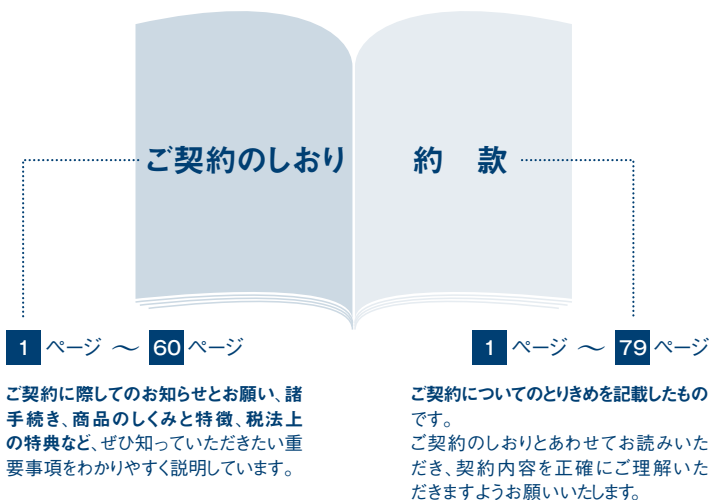 ご契約のしおり
約　款
1 ページ 〜 60 ページ
ご契約に際してのお知らせとお願い、諸
手続き、商品のしくみと特徴、税法上
の特典など、ぜひ知っていただきたい重
要事項をわかりやすく説明しています。
1 ページ 〜 79 ページ
ご契約についてのとりきめを記載したもの
です。
ご契約のしおりとあわせてお読みいた
だき、契約内容を正確にご理解いた
だきますようお願いいたします。